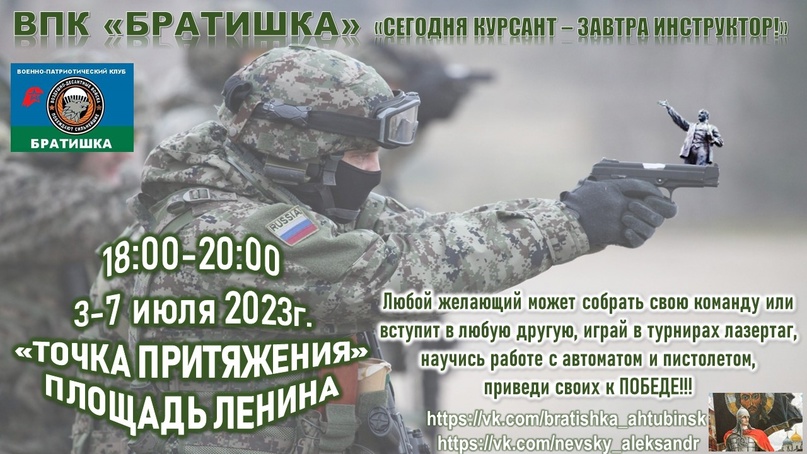 ВПК «БРАТИШКА» «СЕГОДНЯ КУРСАНТ – ЗАВТРА ИНСТРУКТОР!»
ВОЕННО-ПАТРИОТИЧЕСКИЙ КЛУБ
БРАТИШКА
RUSSIA
18:00-20:00
3-7 июля 2023г.
«ТОЧКА ПРИТЯЖЕНИЯ»
ПЛОЩАДЬ ЛЕНИНА
Любой желающий может собрать свою команду или
вступит в любую другую, играй в турнирах лазертаг,
научись работе с автоматом и пистолетом,
приведи своих к ПОБЕДЕ!!!
https://vk.com/bratishka_ahtubinsk
https://vk.com/nevsky_aleksandr